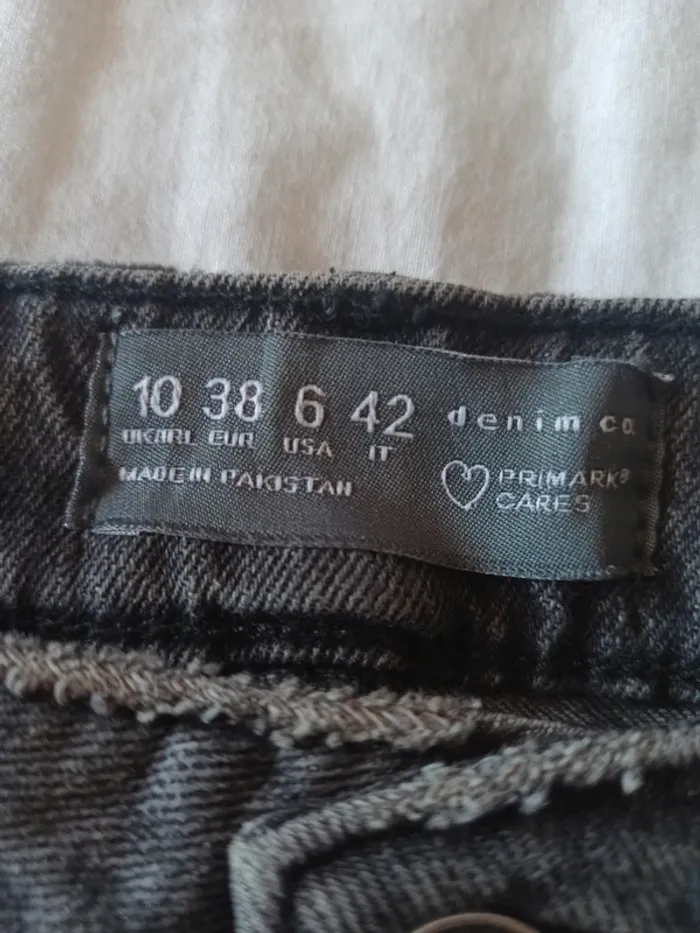 10 38 6 42 denim co
UK/IRL EUR USA IT
MADE IN PAKISTAN
PRIMARK®
CARES